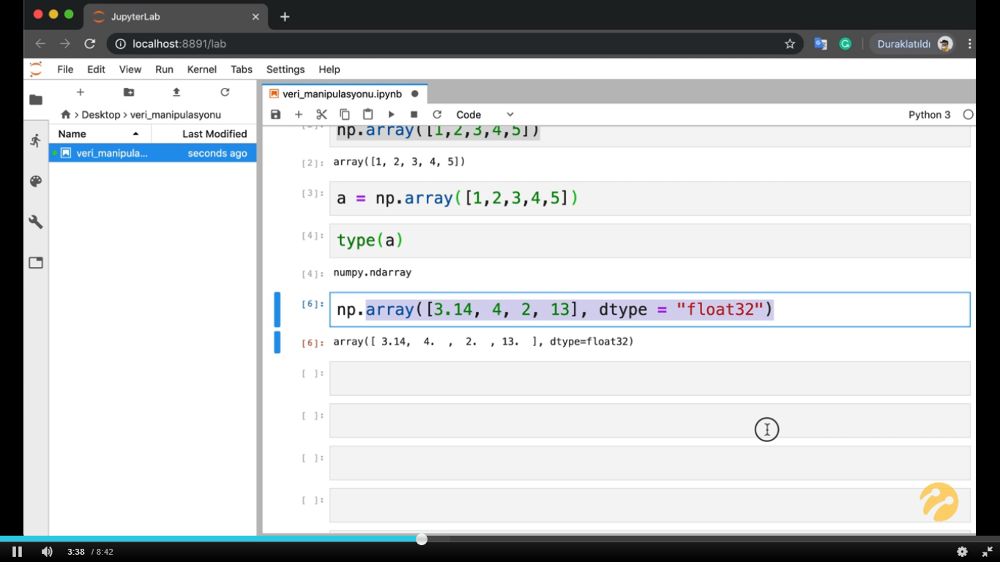 JupyterLab
localhost:8891/lab
Duraklatıldı
File Edit View Run Kernel Tabs Settings Help
Desktop > veri_manipulasyonu
Name Last Modified
veri_manipula... seconds ago
veri_manipulasyonu.ipynb
Code
Python 3
np.array([1,2,3,4,5])
[2]: array([1, 2, 3, 4, 5])
[3]: a = np.array([1,2,3,4,5])
[4]: type(a)
[4]: numpy.ndarray
[6]: np.array([3.14, 4, 2, 13], dtype = "float32")
[6]: array([ 3.14,  4.  ,  2.  , 13.  ], dtype=float32)
[ ]:
[ ]:
[ ]:
[ ]:
3:38 / 8:42